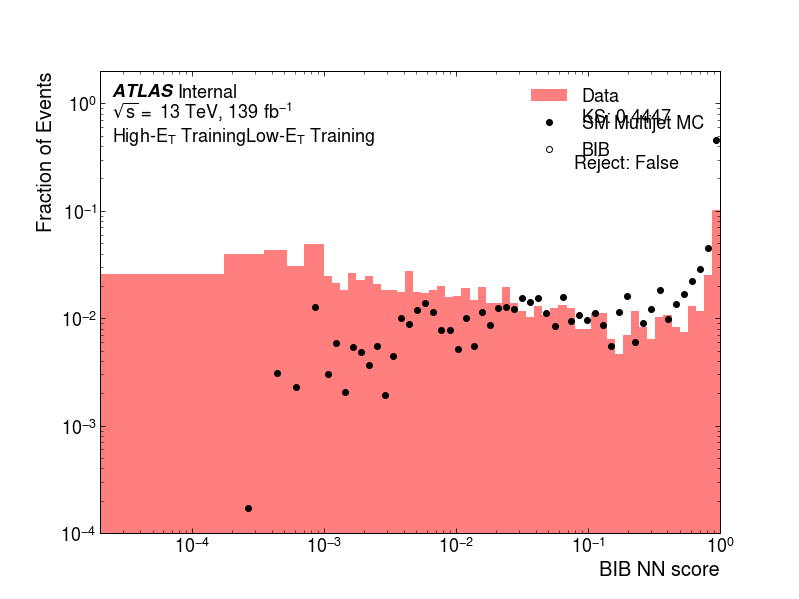 ATLAS Internal
√s = 13 TeV, 139 fb⁻¹
High-E_T TrainingLow-E_T Training
Data
KS: 0.4447
SM Multijet MC
BIB
Reject: False
Fraction of Events
10⁰
10⁻¹
10⁻²
10⁻³
10⁻⁴
10⁻⁴ 10⁻³ 10⁻² 10⁻¹ 10⁰
BIB NN score